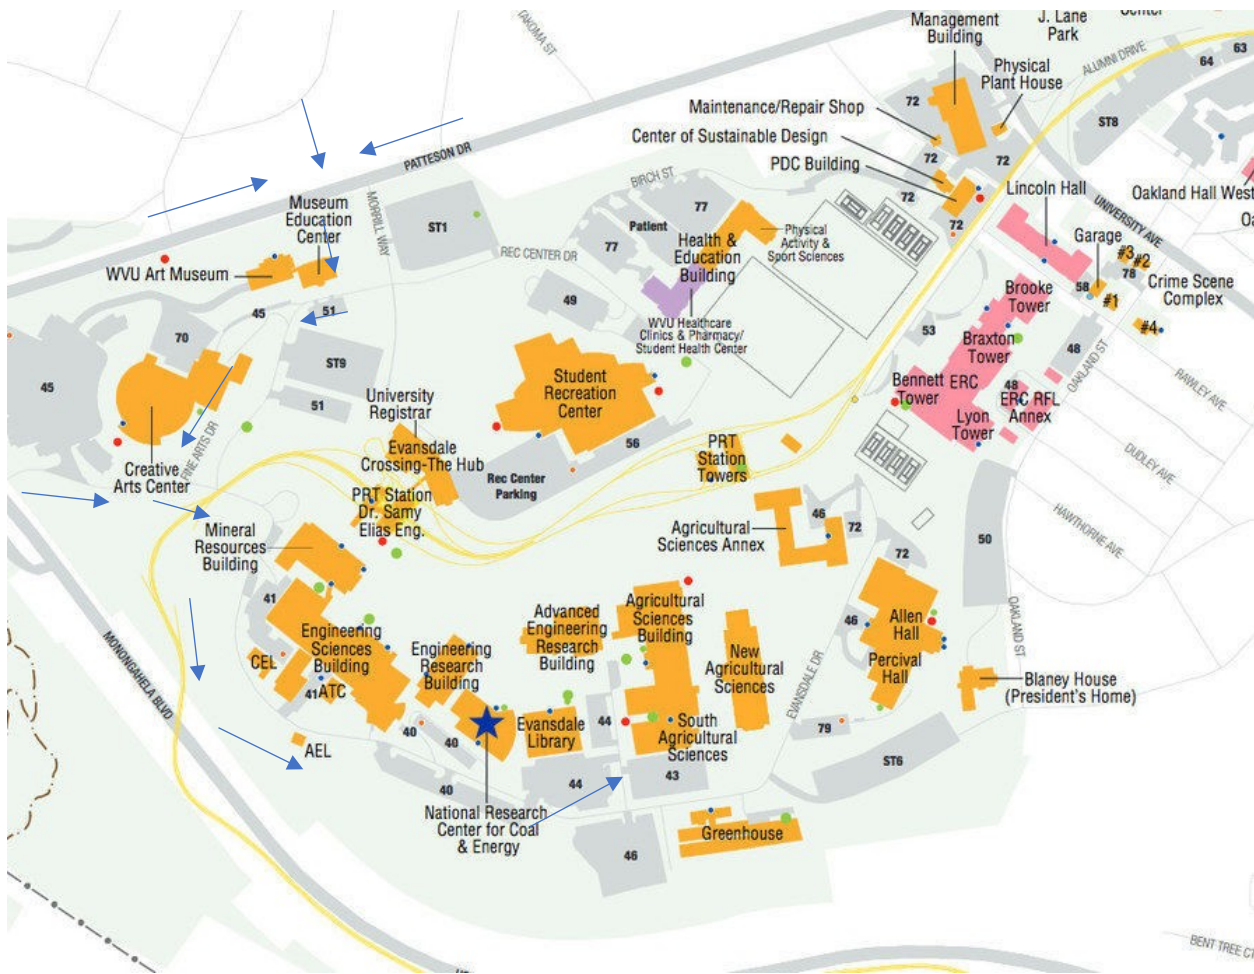 TAKOMA ST
Management
Building
J. Lane
Park
Center
ALUMNI DRIVE
64
63
Physical
Plant House
72
Maintenance/Repair Shop
ST8
Center of Sustainable Design
72
72
PDC Building
72
72
PATTESON DR
BIRCH ST
Lincoln Hall
Oakland Hall West
UNIVERSITY AVE
Museum
Education
Center
MORRILL WAY
ST1
77
Patient
77
Health &
Education
Building
Physical
Activity &
Sport Sciences
Garage
#3
#2
78
Crime Scene
Complex
58
#1
#4
REC CENTER DR
WVU Art Museum
45
51
49
Brooke
Tower
WVU Healthcare
Clinics & Pharmacy/
Student Health Center
53
Braxton
Tower
48
70
ST9
45
51
Student
Recreation
Center
Bennett
Tower
ERC
48
ERC RFL
Annex
OAKLAND ST
RAWLEY AVE
University
Registrar
Lyon
Tower
Evansdale
Crossing-The Hub
56
PRT
Station
Towers
DUDLEY AVE
FINE ARTS DR
Creative
Arts Center
Rec Center
Parking
PRT Station
Dr. Samy
Elias Eng.
HAWTHORNE AVE
Mineral
Resources
Building
Agricultural
Sciences Annex
46
72
72
50
41
Advanced
Engineering
Research
Building
Agricultural
Sciences
Building
46
Allen
Hall
OAKLAND ST
Engineering
Sciences
Building
Engineering
Research
Building
New
Agricultural
Sciences
Percival
Hall
MONONGAHELA BLVD
CEL
41
ATC
EVANSDALE DR
Blaney House
(President's Home)
AEL
40
40
Evansdale
Library
44
South
Agricultural
Sciences
79
ST6
40
44
43
National Research
Center for Coal
& Energy
Greenhouse
46
BENT TREE CT